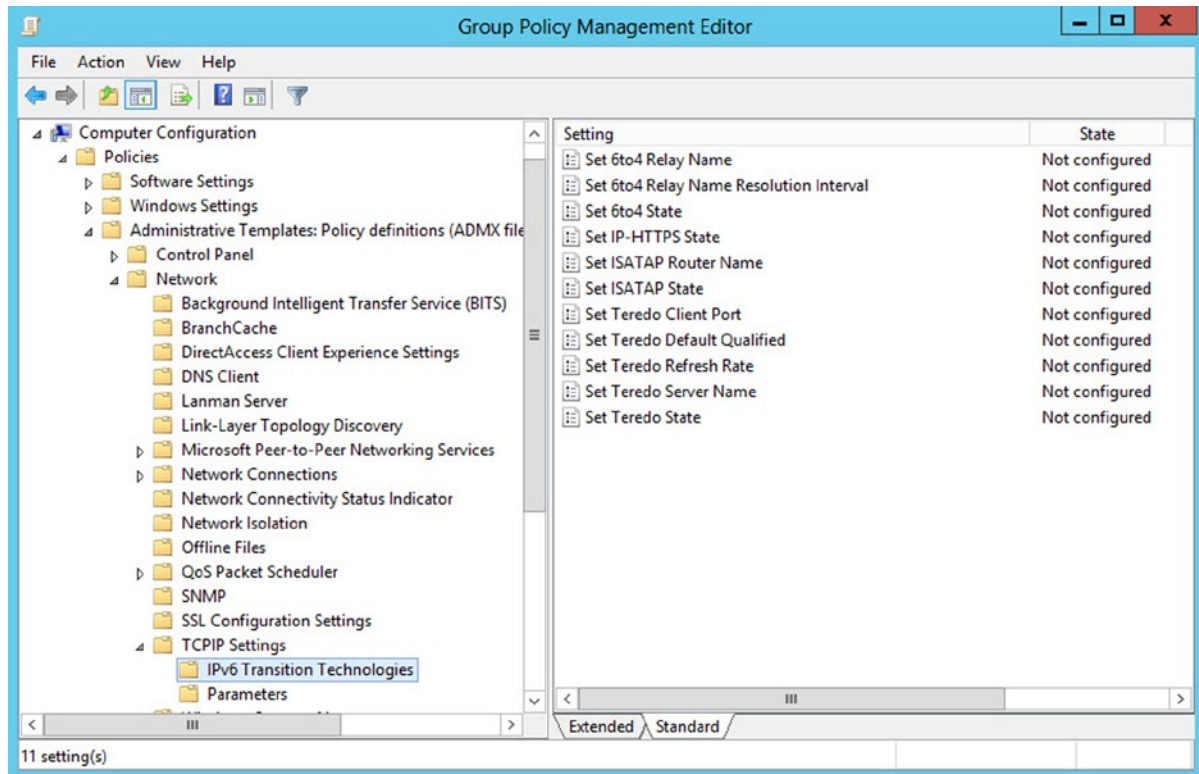 Group Policy Management Editor
File Action View Help
Computer Configuration
Policies
Software Settings
Windows Settings
Administrative Templates: Policy definitions (ADMX file
Control Panel
Network
Background Intelligent Transfer Service (BITS)
BranchCache
DirectAccess Client Experience Settings
DNS Client
Lanman Server
Link-Layer Topology Discovery
Microsoft Peer-to-Peer Networking Services
Network Connections
Network Connectivity Status Indicator
Network Isolation
Offline Files
QoS Packet Scheduler
SNMP
SSL Configuration Settings
TCPIP Settings
IPv6 Transition Technologies
Parameters
Setting State
Set 6to4 Relay Name Not configured
Set 6to4 Relay Name Resolution Interval Not configured
Set 6to4 State Not configured
Set IP-HTTPS State Not configured
Set ISATAP Router Name Not configured
Set ISATAP State Not configured
Set Teredo Client Port Not configured
Set Teredo Default Qualified Not configured
Set Teredo Refresh Rate Not configured
Set Teredo Server Name Not configured
Set Teredo State Not configured
Extended Standard
11 setting(s)